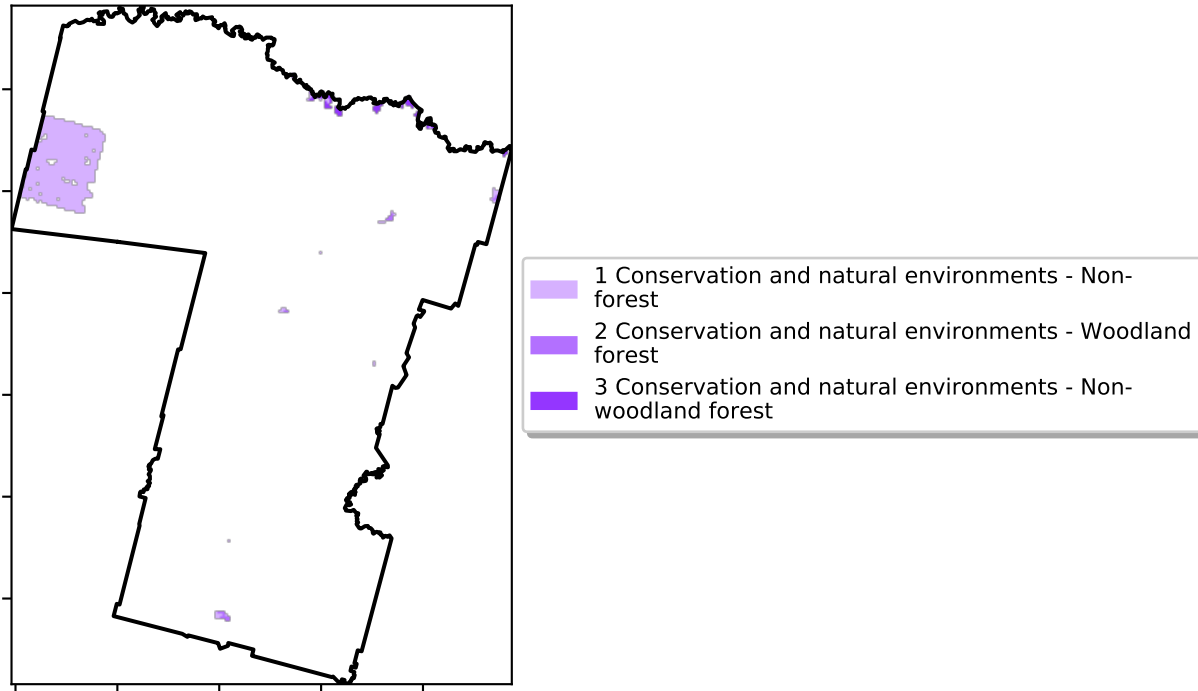 1 Conservation and natural environments - Non-
forest
2 Conservation and natural environments - Woodland
forest
3 Conservation and natural environments - Non-
woodland forest